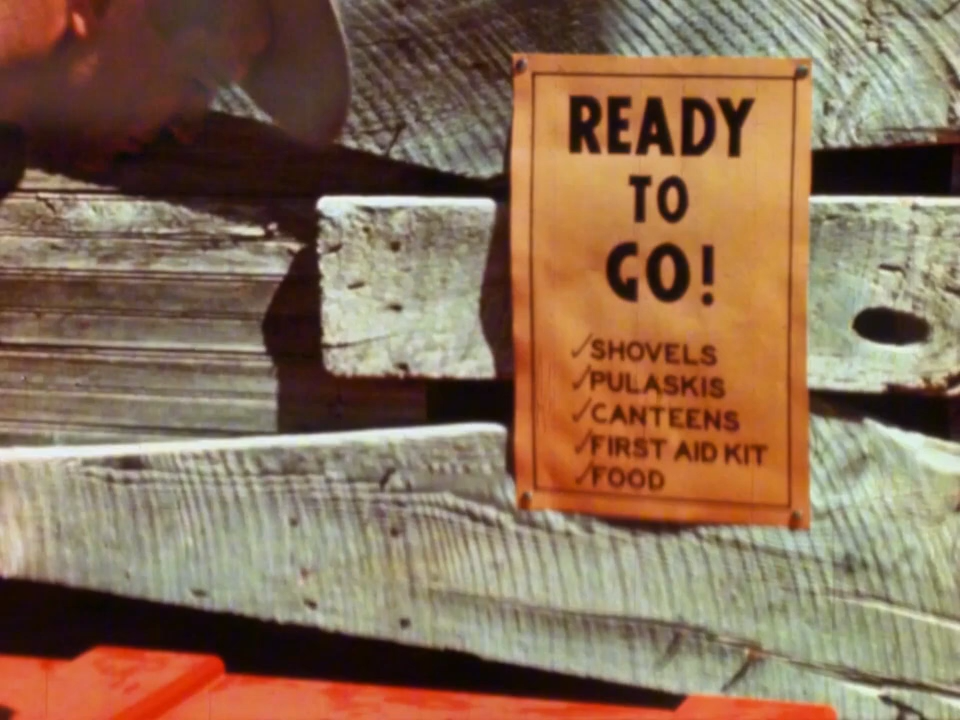 READY
TO
GO!
✓SHOVELS
✓PULASKIS
✓CANTEENS
✓FIRST AID KIT
✓FOOD